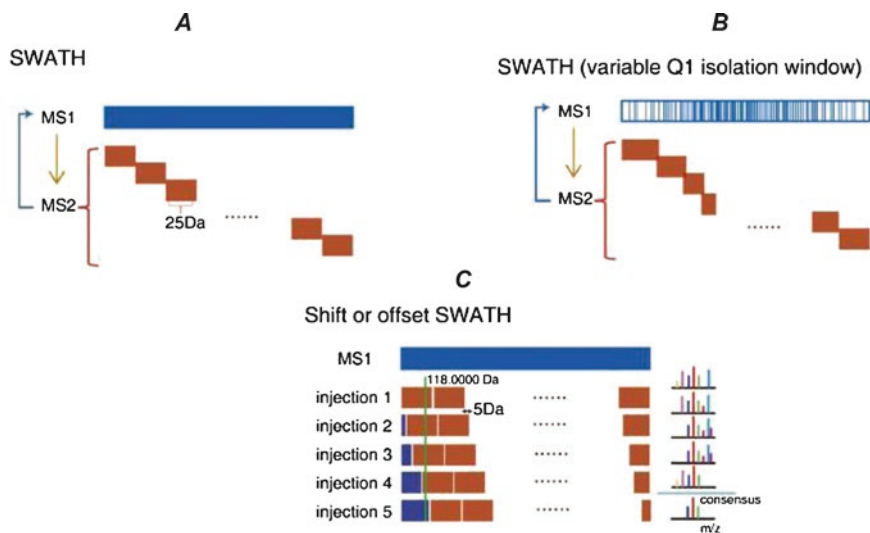 A
SWATH
MS1
MS2
25Da
......
B
SWATH (variable Q1 isolation window)
MS1
MS2
......
C
Shift or offset SWATH
MS1
118.0000 Da
injection 1
......
5Da
injection 2
......
injection 3
......
injection 4
......
consensus
injection 5
......
m/z